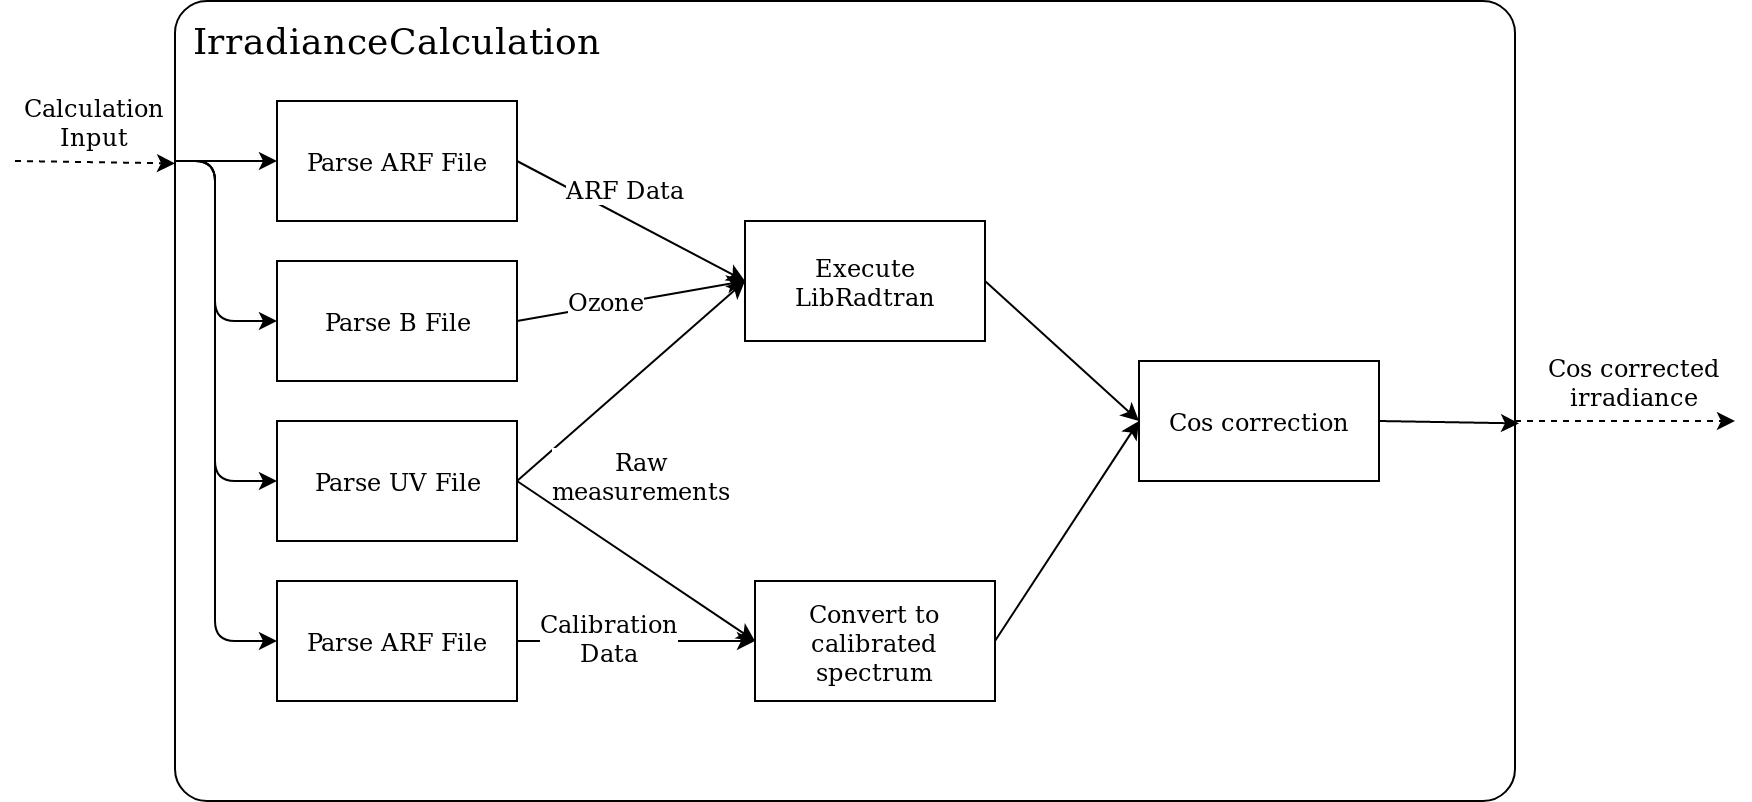 IrradianceCalculation
Calculation
Input
Parse ARF File
ARF Data
Execute
LibRadtran
Parse B File
Ozone
Cos corrected
irradiance
Cos correction
Parse UV File
Raw
measurements
Parse ARF File
Calibration
Data
Convert to
calibrated
spectrum